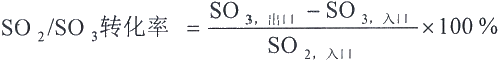 SO₂/SO₃转化率 = (SO₃, 出口 − SO₃, 入口) / SO₂, 入口 × 100 %